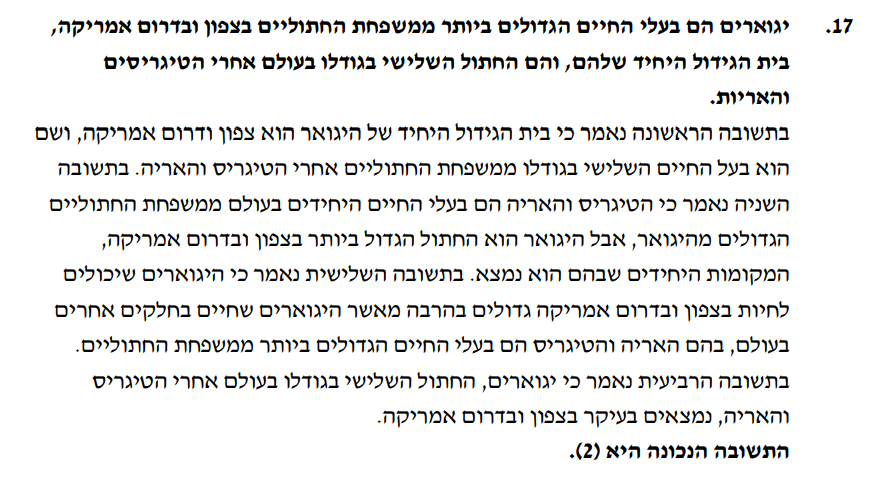 17. יגוארים הם בעלי החיים הגדולים ביותר ממשפחת החתוליים בצפון ובדרום אמריקה,
בית הגידול היחיד שלהם, והם החתול השלישי בגודלו בעולם אחרי הטיגריסים
והאריות.
בתשובה הראשונה נאמר כי בית הגידול היחיד של היגואר הוא צפון ודרום אמריקה, ושם
הוא בעל החיים השלישי בגודלו ממשפחת החתוליים אחרי הטיגריס והאריה. בתשובה
השניה נאמר כי הטיגריס והאריה הם בעלי החיים היחידים בעולם ממשפחת החתוליים
הגדולים מהיגואר, אבל היגואר הוא החתול הגדול ביותר בצפון ובדרום אמריקה,
המקומות היחידים שבהם הוא נמצא. בתשובה השלישית נאמר כי היגוארים שיכולים
לחיות בצפון ובדרום אמריקה גדולים בהרבה מאשר היגוארים שחיים בחלקים אחרים
בעולם, בהם האריה והטיגריס הם בעלי החיים הגדולים ביותר ממשפחת החתוליים.
בתשובה הרביעית נאמר כי יגוארים, החתול השלישי בגודלו בעולם אחרי הטיגריס
והאריה, נמצאים בעיקר בצפון ובדרום אמריקה.
התשובה הנכונה היא (2).